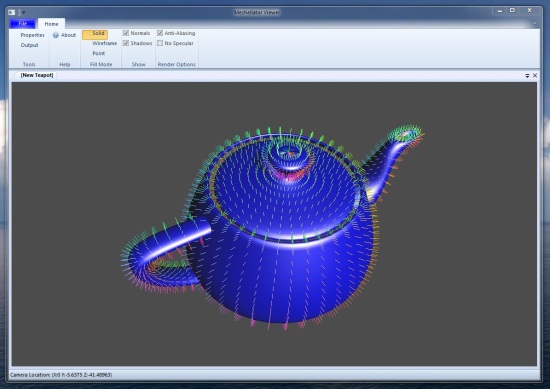 Meshellator Viewer
File Home
Properties
Output
Tools
About
Help
Solid
Wireframe
Point
Fill Mode
Normals
Shadows
Show
Anti-Aliasing
No Specular
Render Options
[New Teapot]
Camera Location: {X:0 Y:-5.6375 Z:-41.48963}